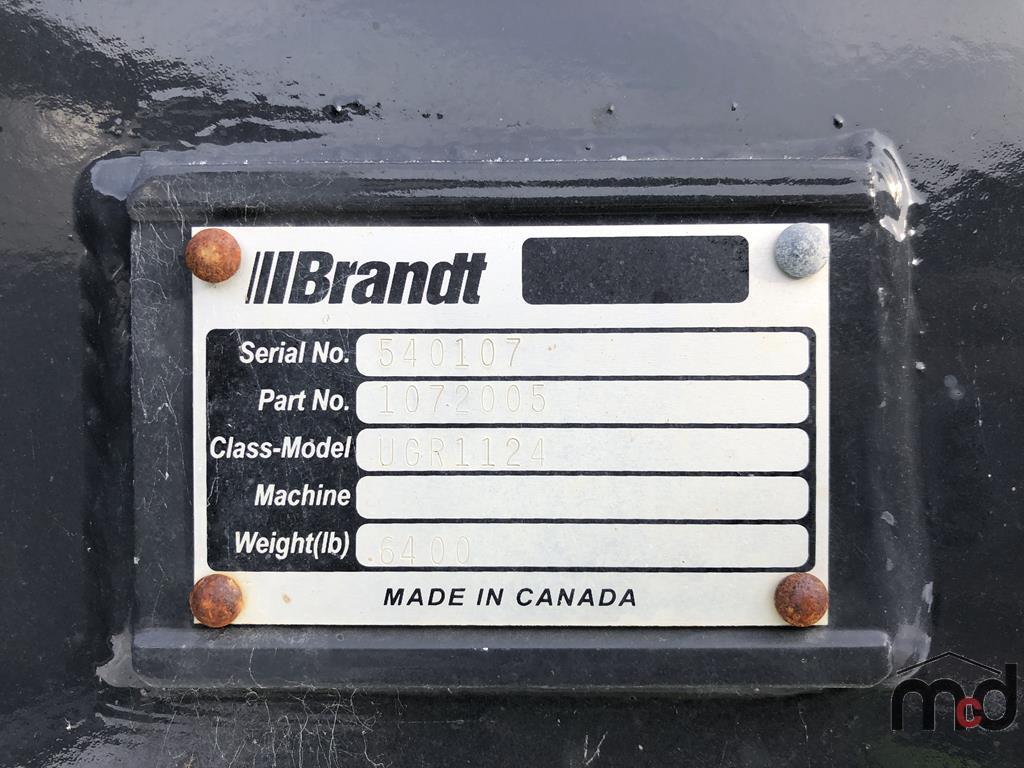 Brandt
Serial No. 540107
Part No. 1072005
Class-Model UGR1124
Machine
Weight(lb) 6400
MADE IN CANADA
mcd